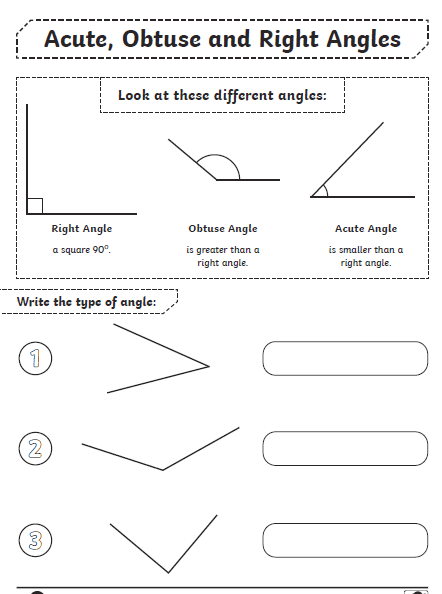 Acute, Obtuse and Right Angles
Look at these different angles:
Right Angle
a square 90°.
Obtuse Angle
is greater than a
right angle.
Acute Angle
is smaller than a
right angle.
Write the type of angle:
1
2
3